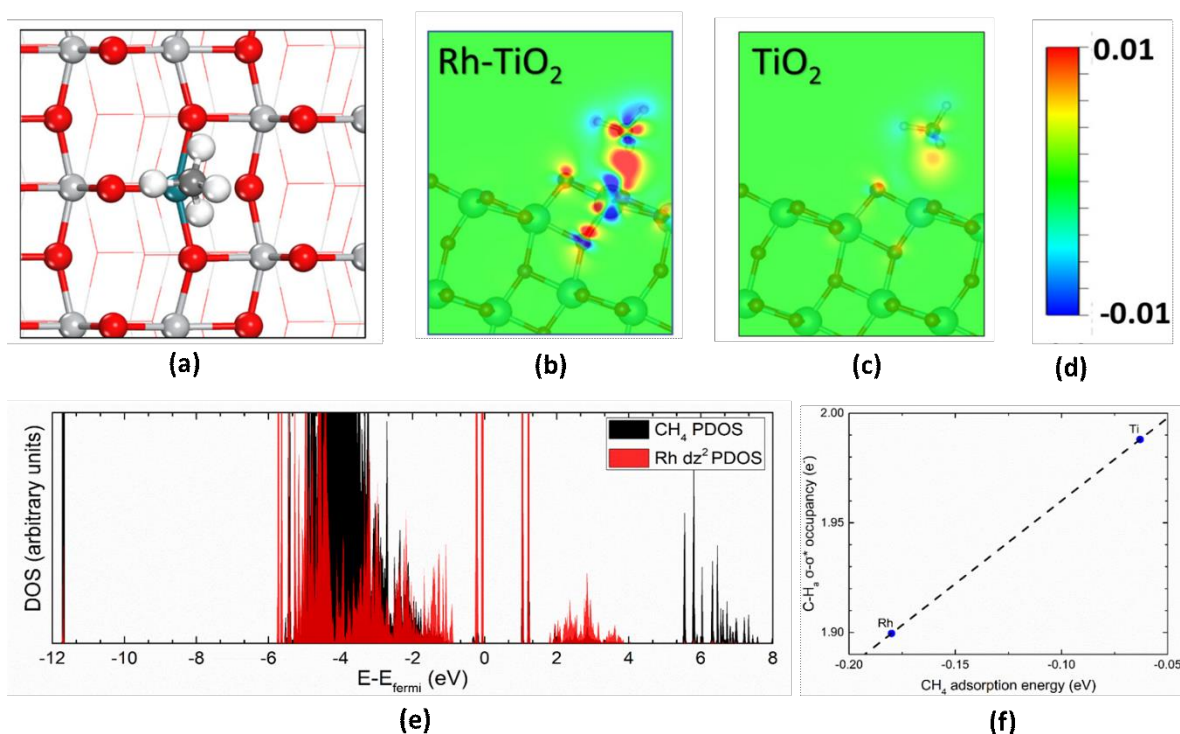 Rh-TiO₂
TiO₂
0.01
-0.01
(a)
(b)
(c)
(d)
DOS (arbitrary units)
CH₄ PDOS
Rh dz² PDOS
-12 -10 -8 -6 -4 -2 0 2 4 6 8
E-E_fermi (eV)
(e)
C-Hₐ σ-σ* occupancy (e⁻)
2.00
1.95
1.90
Ti
Rh
-0.20 -0.15 -0.10 -0.05
CH₄ adsorption energy (eV)
(f)